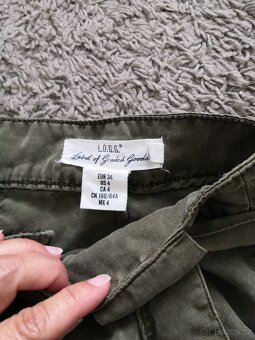 L.O.G.G.®
Label of Graded Goods
EUR 34
US 4
CA 4
CN 160/64A
MX 4